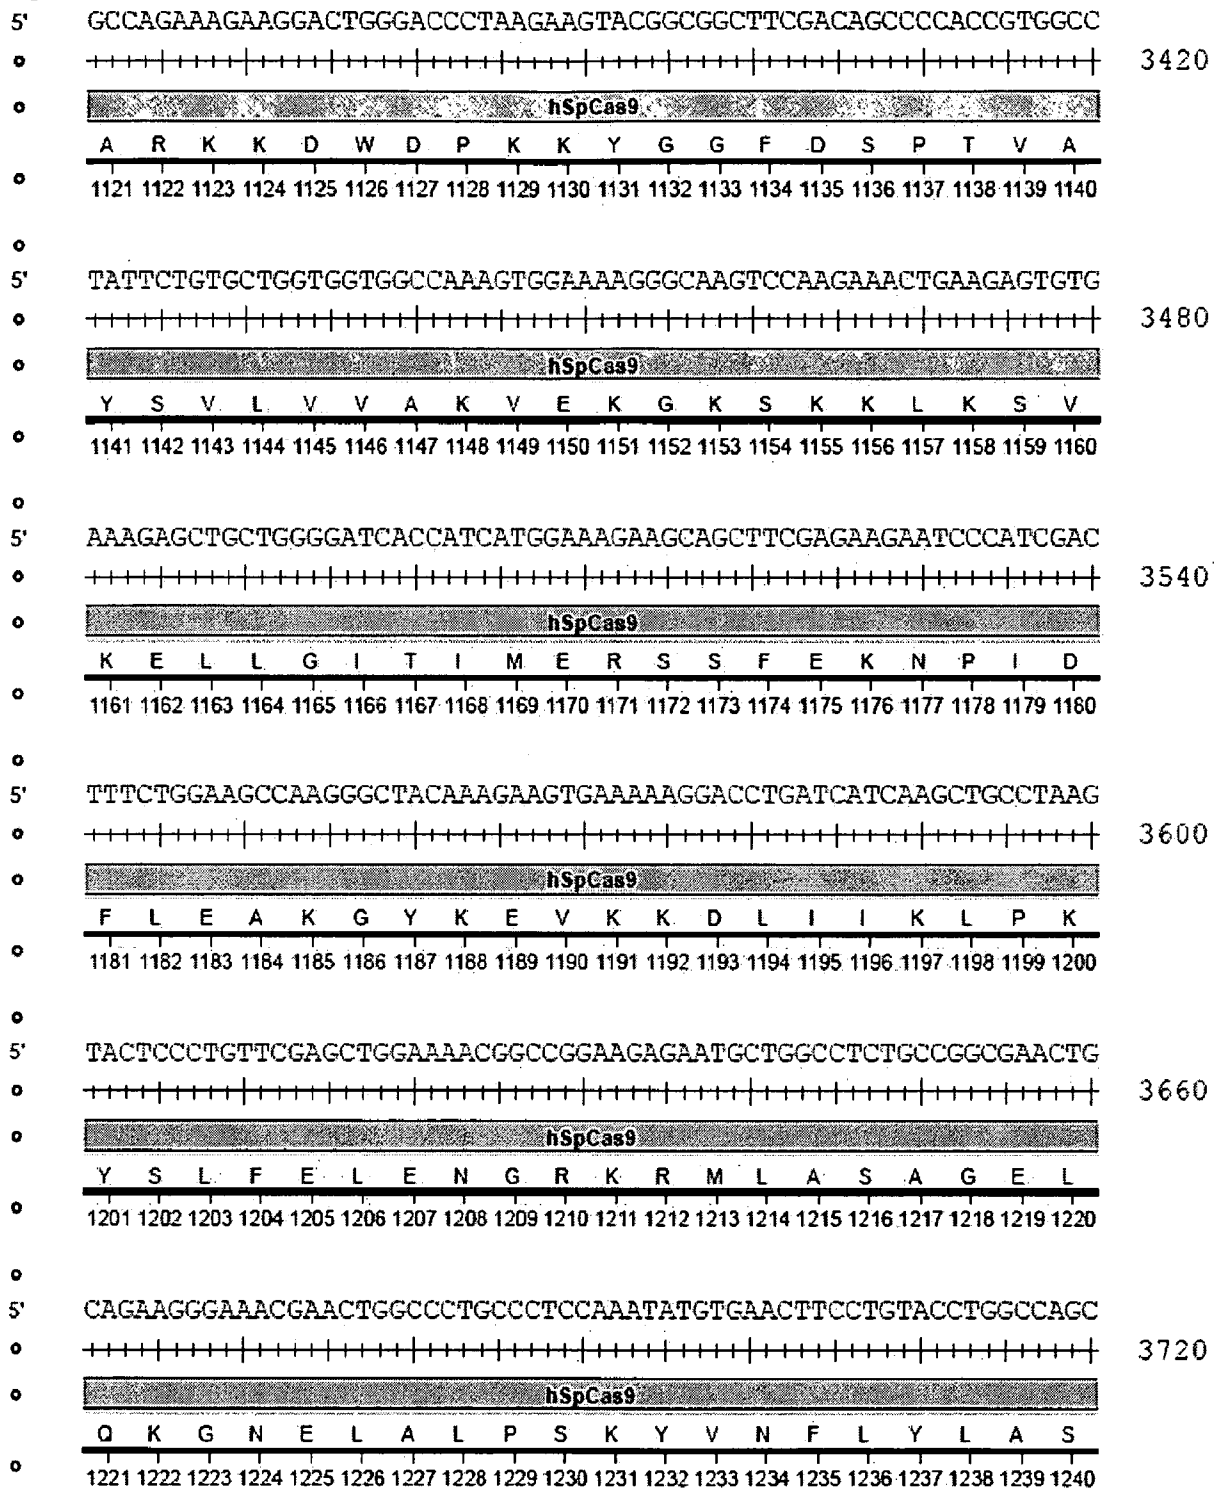 5' GCCAGAAAGAAGGACTGGGACCCTAAGAAGTACGGCGGCTTCGACAGCCCCACCGTGGCC
3420
hSpCas9
A R K K D W D P K K Y G G F D S P T V A
1121 1122 1123 1124 1125 1126 1127 1128 1129 1130 1131 1132 1133 1134 1135 1136 1137 1138 1139 1140
5' TATTCTGTGCTGGTGGTGGCCAAAGTGGAAAAGGGCAAGTCCAAGAAACTGAAGAGTGTG
3480
hSpCas9
Y S V L V V A K V E K G K S K K L K S V
1141 1142 1143 1144 1145 1146 1147 1148 1149 1150 1151 1152 1153 1154 1155 1156 1157 1158 1159 1160
5' AAAGAGCTGCTGGGGATCACCATCATGGAAAGAAGCAGCTTCGAGAAGAATCCCATCGAC
3540
hSpCas9
K E L L G I T I M E R S S F E K N P I D
1161 1162 1163 1164 1165 1166 1167 1168 1169 1170 1171 1172 1173 1174 1175 1176 1177 1178 1179 1180
5' TTTCTGGAAGCCAAGGGCTACAAAGAAGTGAAAAAGGACCTGATCATCAAGCTGCCTAAG
3600
hSpCas9
F L E A K G Y K E V K K D L I I K L P K
1181 1182 1183 1184 1185 1186 1187 1188 1189 1190 1191 1192 1193 1194 1195 1196 1197 1198 1199 1200
5' TACTCCCTGTTCGAGCTGGAAAACGGCCGGAAGAGAATGCTGGCCTCTGCCGGCGAACTG
3660
hSpCas9
Y S L F E L E N G R K R M L A S A G E L
1201 1202 1203 1204 1205 1206 1207 1208 1209 1210 1211 1212 1213 1214 1215 1216 1217 1218 1219 1220
5' CAGAAGGGAAACGAACTGGCCCTGCCCTCCAAATATGTGAACTTCCTGTACCTGGCCAGC
3720
hSpCas9
Q K G N E L A L P S K Y V N F L Y L A S
1221 1222 1223 1224 1225 1226 1227 1228 1229 1230 1231 1232 1233 1234 1235 1236 1237 1238 1239 1240